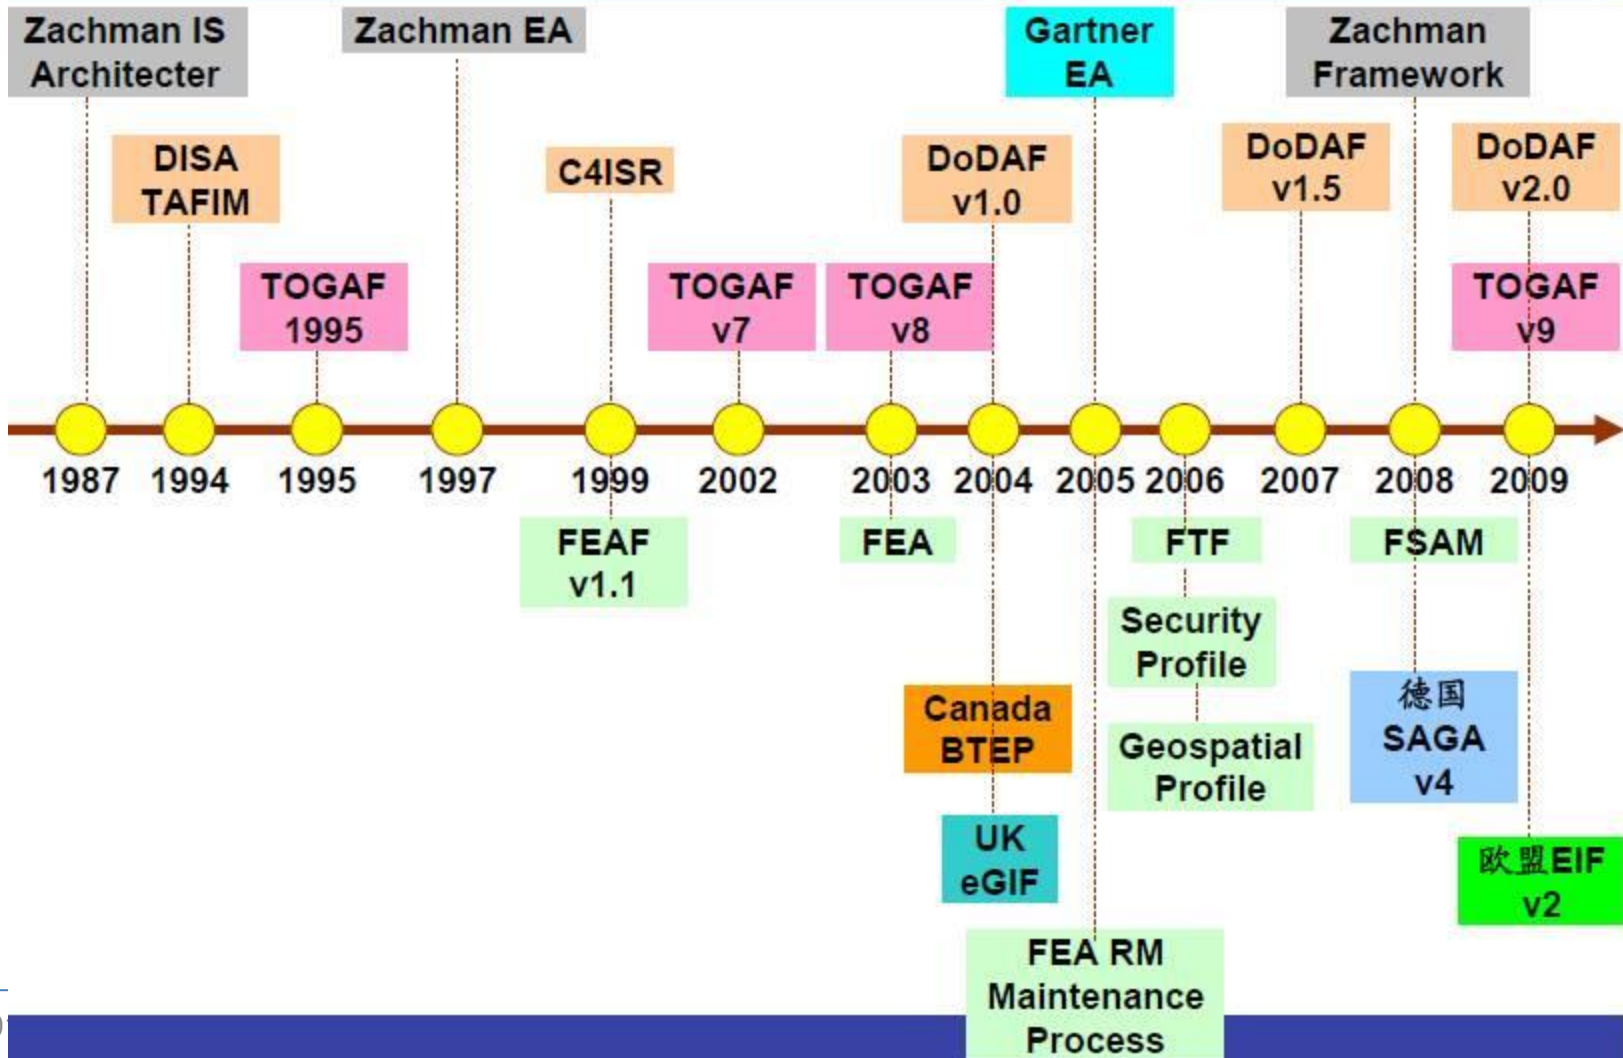 Zachman IS
Architecter
Zachman EA
Gartner
EA
Zachman
Framework
DISA
TAFIM
C4ISR
DoDAF
v1.0
DoDAF
v1.5
DoDAF
v2.0
TOGAF
1995
TOGAF
v7
TOGAF
v8
TOGAF
v9
1987
1994
1995
1997
1999
2002
2003
2004
2005
2006
2007
2008
2009
FEAF
v1.1
FEA
FTF
FSAM
Security
Profile
Geospatial
Profile
Canada
BTEP
德国
SAGA
v4
UK
eGIF
欧盟EIF
v2
FEA RM
Maintenance
Process